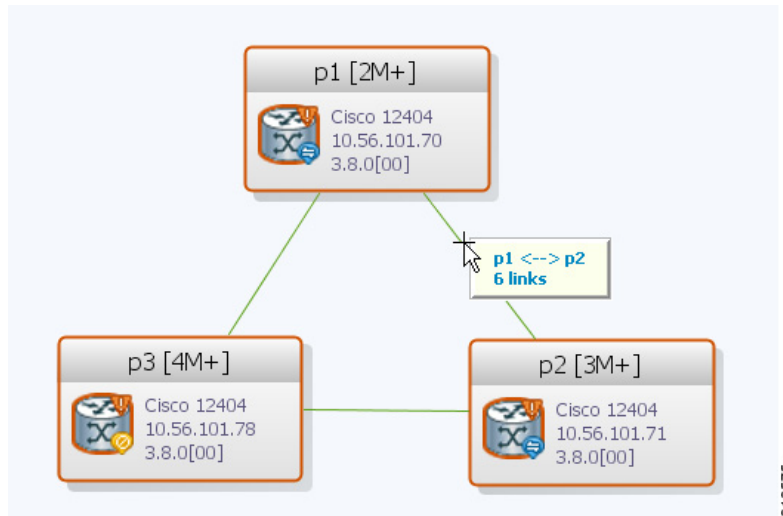 p1 [2M+]
Cisco 12404
10.56.101.70
3.8.0[00]
p1 <--> p2
6 links
p3 [4M+]
Cisco 12404
10.56.101.78
3.8.0[00]
p2 [3M+]
Cisco 12404
10.56.101.71
3.8.0[00]